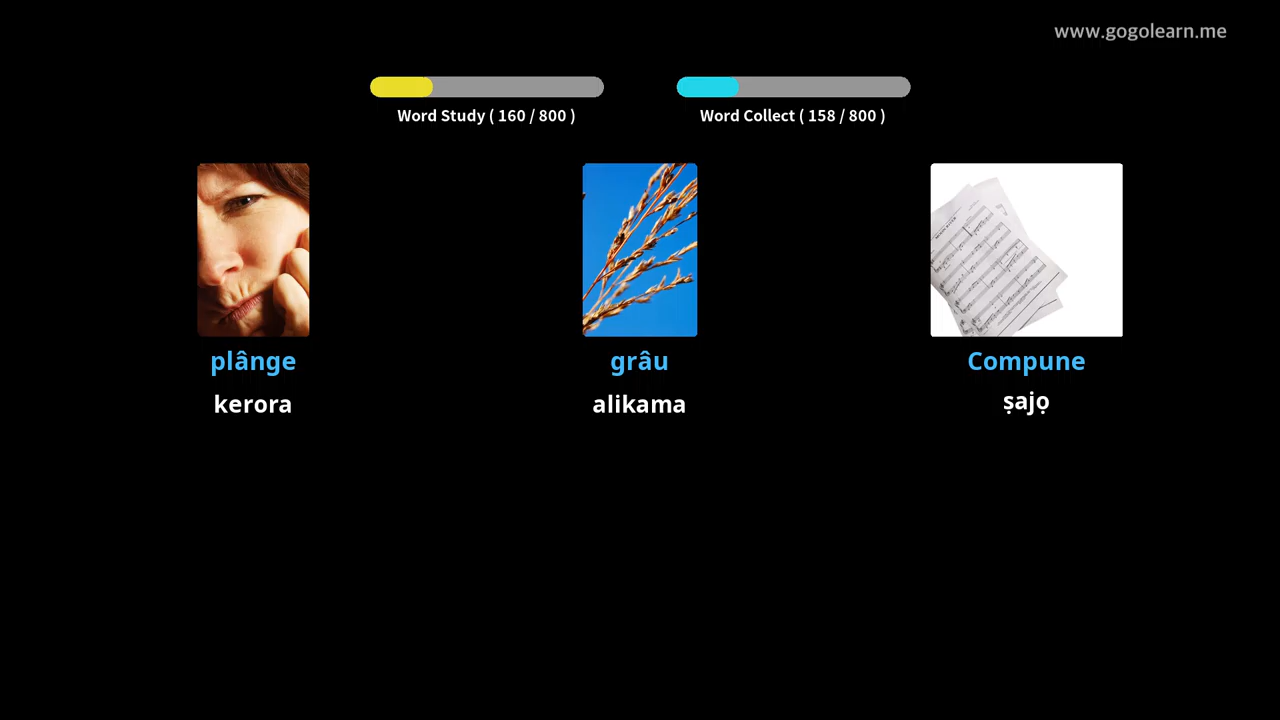 www.gogolearn.me
Word Study ( 160 / 800 )
Word Collect ( 158 / 800 )
plânge
grâu
Compune
kerora
alikama
ṣajọ